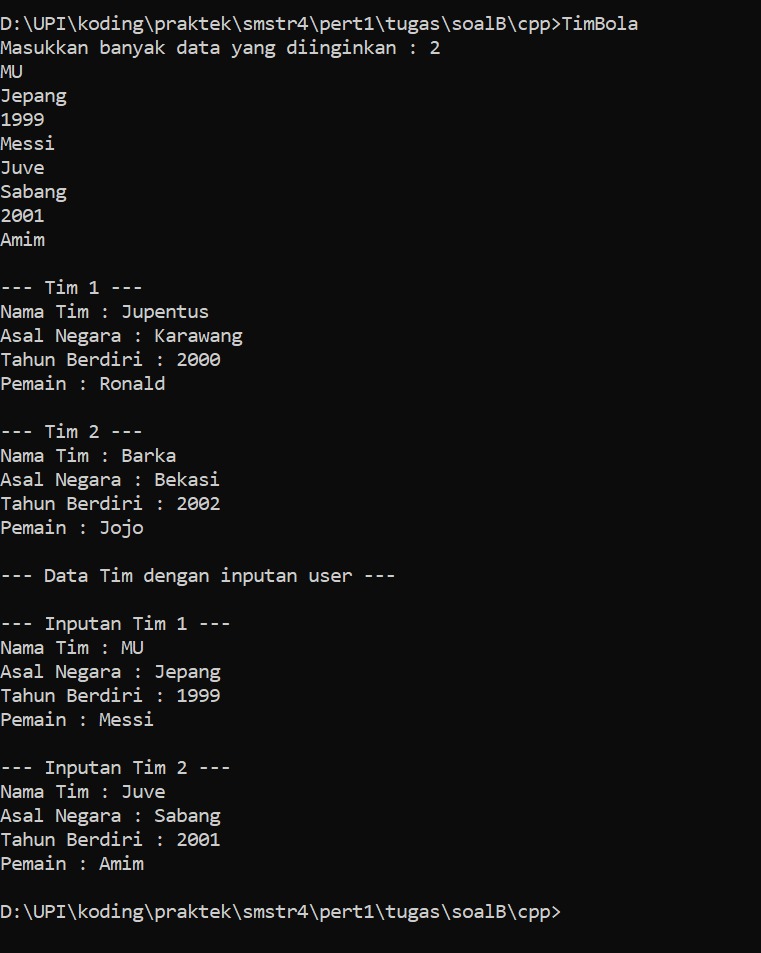 D:\UPI\koding\praktek\smstr4\pert1\tugas\soalB\cpp>TimBola
Masukkan banyak data yang diinginkan : 2
MU
Jepang
1999
Messi
Juve
Sabang
2001
Amim
--- Tim 1 ---
Nama Tim : Jupentus
Asal Negara : Karawang
Tahun Berdiri : 2000
Pemain : Ronald
--- Tim 2 ---
Nama Tim : Barka
Asal Negara : Bekasi
Tahun Berdiri : 2002
Pemain : Jojo
--- Data Tim dengan inputan user ---
--- Inputan Tim 1 ---
Nama Tim : MU
Asal Negara : Jepang
Tahun Berdiri : 1999
Pemain : Messi
--- Inputan Tim 2 ---
Nama Tim : Juve
Asal Negara : Sabang
Tahun Berdiri : 2001
Pemain : Amim
D:\UPI\koding\praktek\smstr4\pert1\tugas\soalB\cpp>